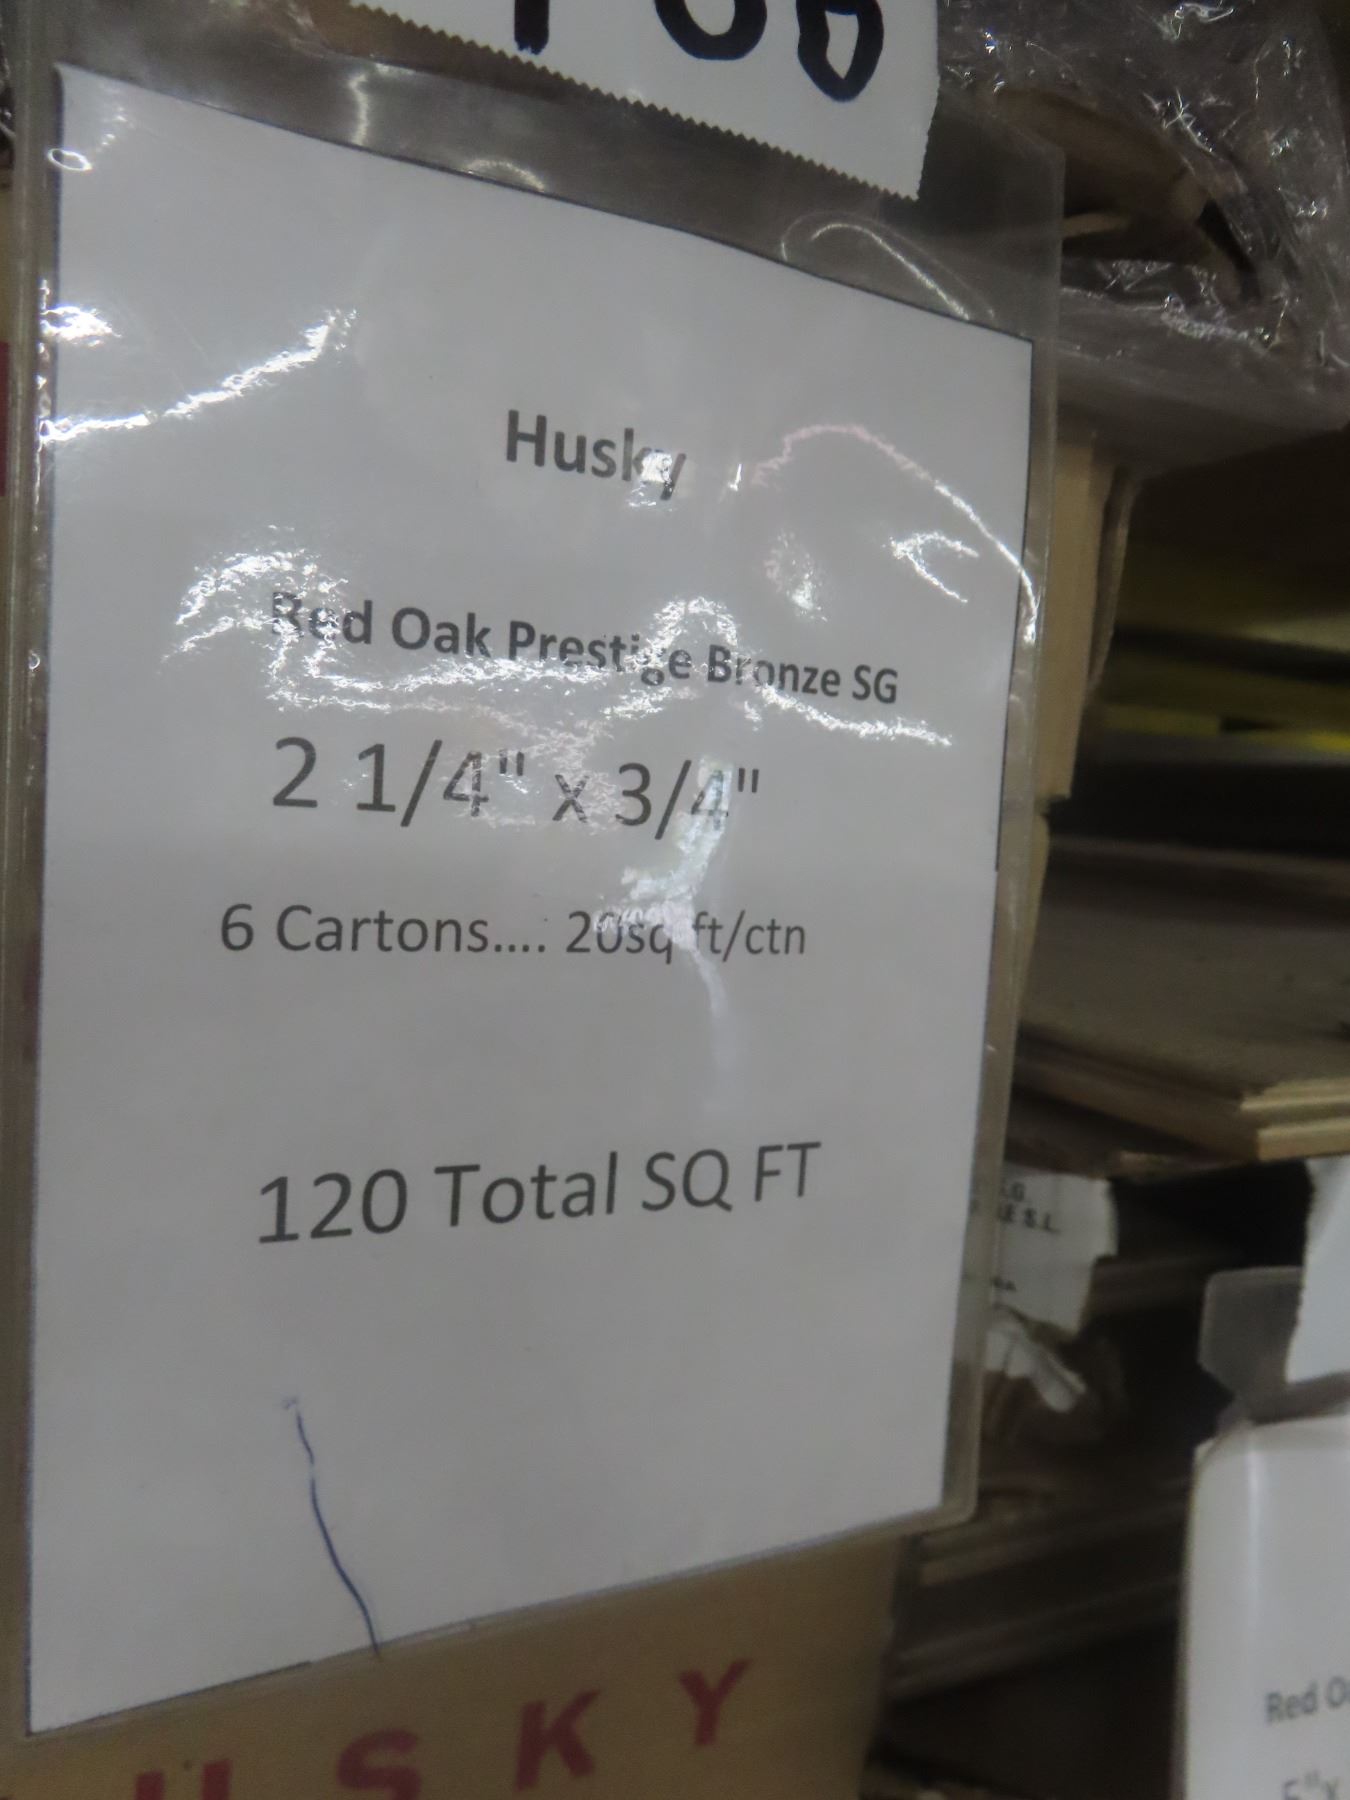 Husky
Red Oak Prestige Bronze SG
2 1/4" x 3/4"
6 Cartons.... 20sq ft/ctn
120 Total SQ FT
USKY
Red